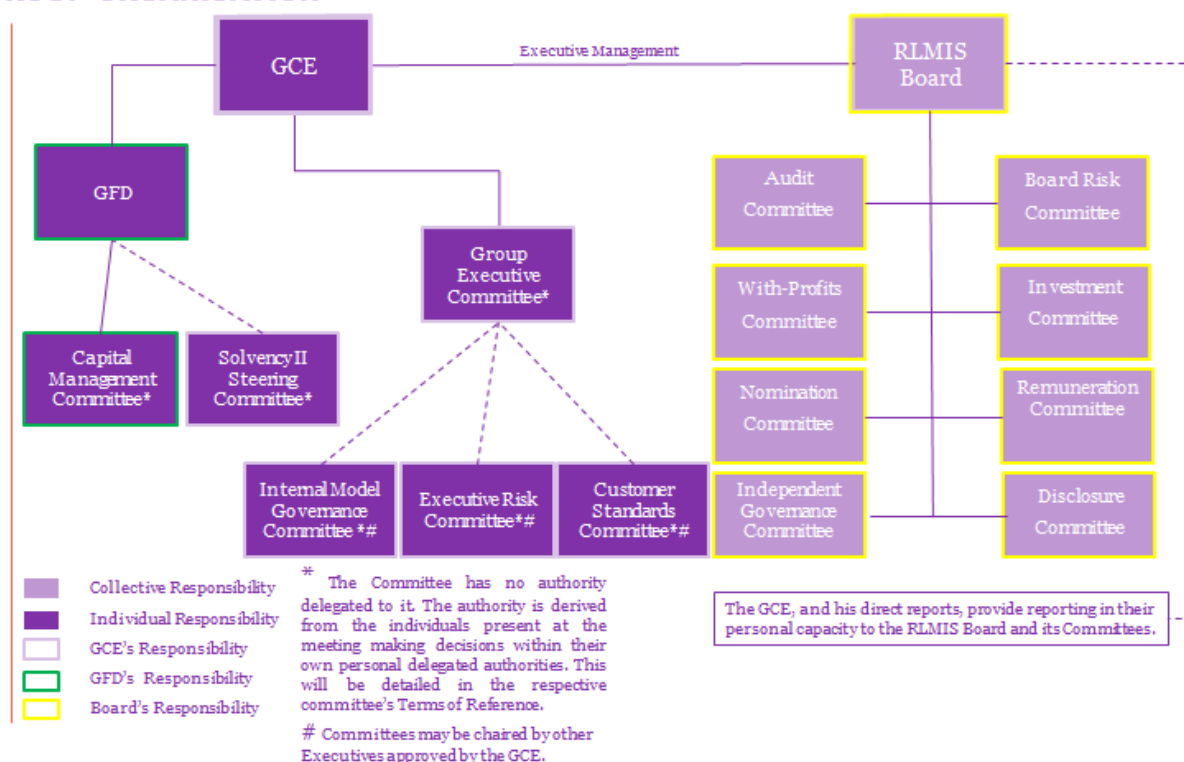 GCE
Executive Management
RLMIS
Board
GFD
Audit
Committee
Board Risk
Committee
Group
Executive
Committee*
With-Profits
Committee
Investment
Committee
Capital
Management
Committee*
Solvency II
Steering
Committee*
Nomination
Committee
Remuneration
Committee
Internal Model
Governance
Committee *#
Executive Risk
Committee*#
Customer
Standards
Committee*#
Independent
Governance
Committee
Disclosure
Committee
Collective Responsibility
Individual Responsibility
GCE's Responsibility
GFD's Responsibility
Board's Responsibility
* The Committee has no authority
delegated to it. The authority is derived
from the individuals present at the
meeting making decisions within their
own personal delegated authorities. This
will be detailed in the respective
committee's Terms of Reference.
# Committees may be chaired by other
Executives approved by the GCE.
The GCE, and his direct reports, provide reporting in their
personal capacity to the RLMIS Board and its Committees.